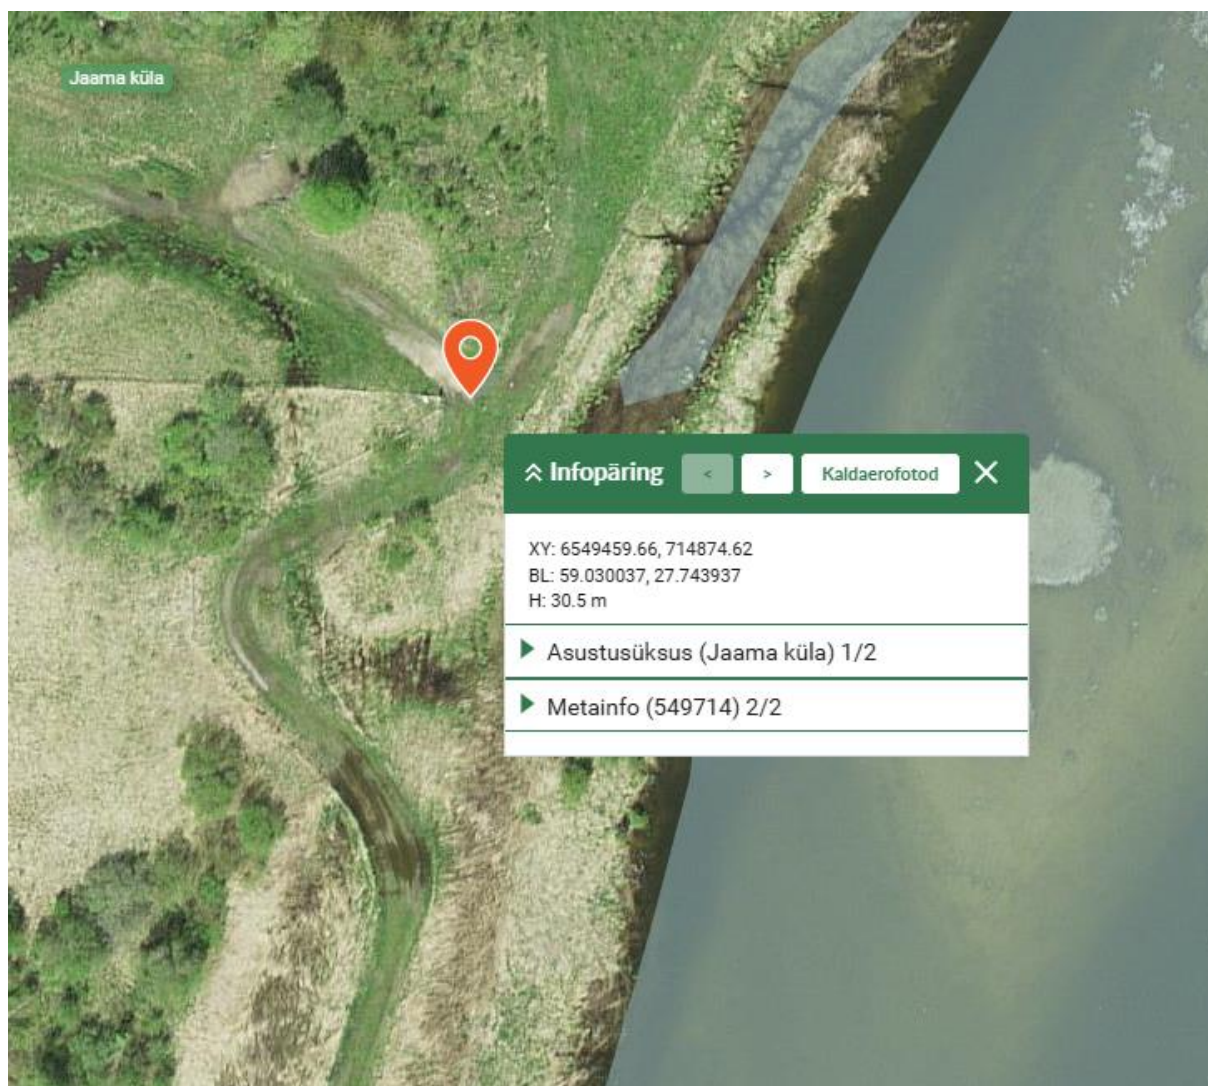 Jaama küla
Infopäring < > Kaldaerofotod
XY: 6549459.66, 714874.62
BL: 59.030037, 27.743937
H: 30.5 m
Asustusüksus (Jaama küla) 1/2
Metainfo (549714) 2/2